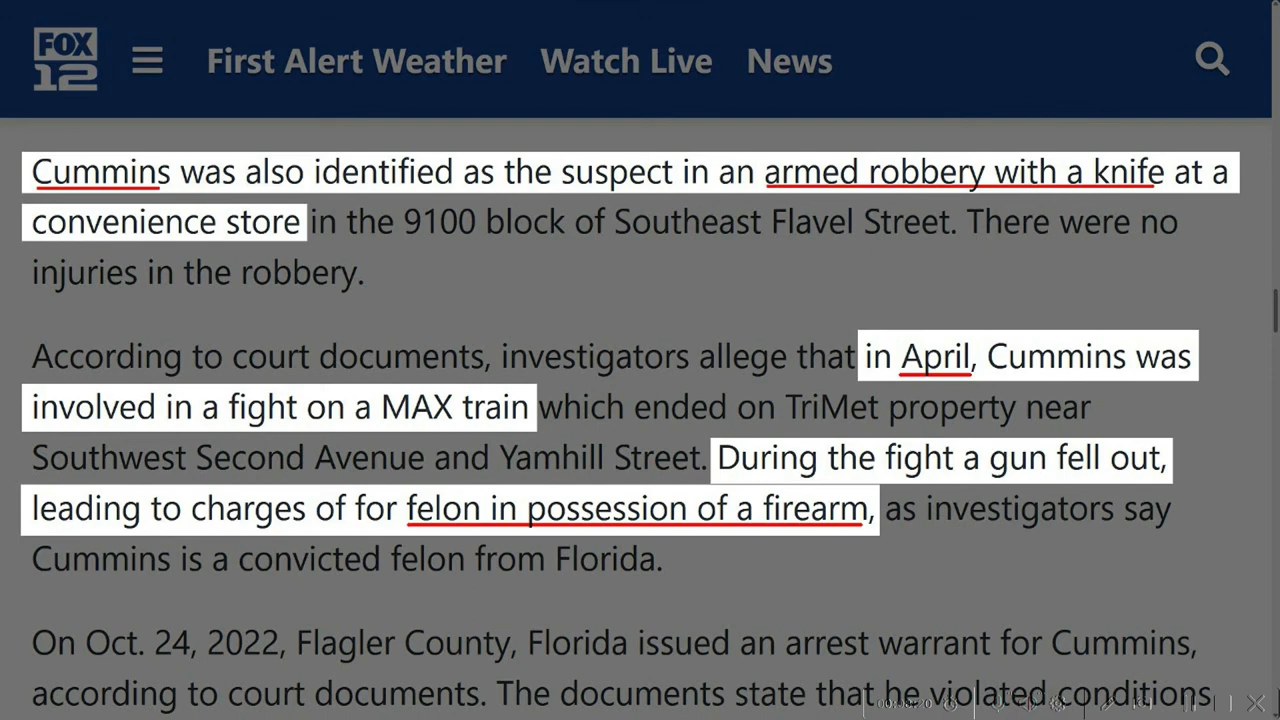 FOX 12 First Alert Weather Watch Live News
Cummins was also identified as the suspect in an armed robbery with a knife at a
convenience store in the 9100 block of Southeast Flavel Street. There were no
injuries in the robbery.
According to court documents, investigators allege that in April, Cummins was
involved in a fight on a MAX train which ended on TriMet property near
Southwest Second Avenue and Yamhill Street. During the fight a gun fell out,
leading to charges of for felon in possession of a firearm, as investigators say
Cummins is a convicted felon from Florida.
On Oct. 24, 2022, Flagler County, Florida issued an arrest warrant for Cummins,
according to court documents. The documents state that he violated conditions